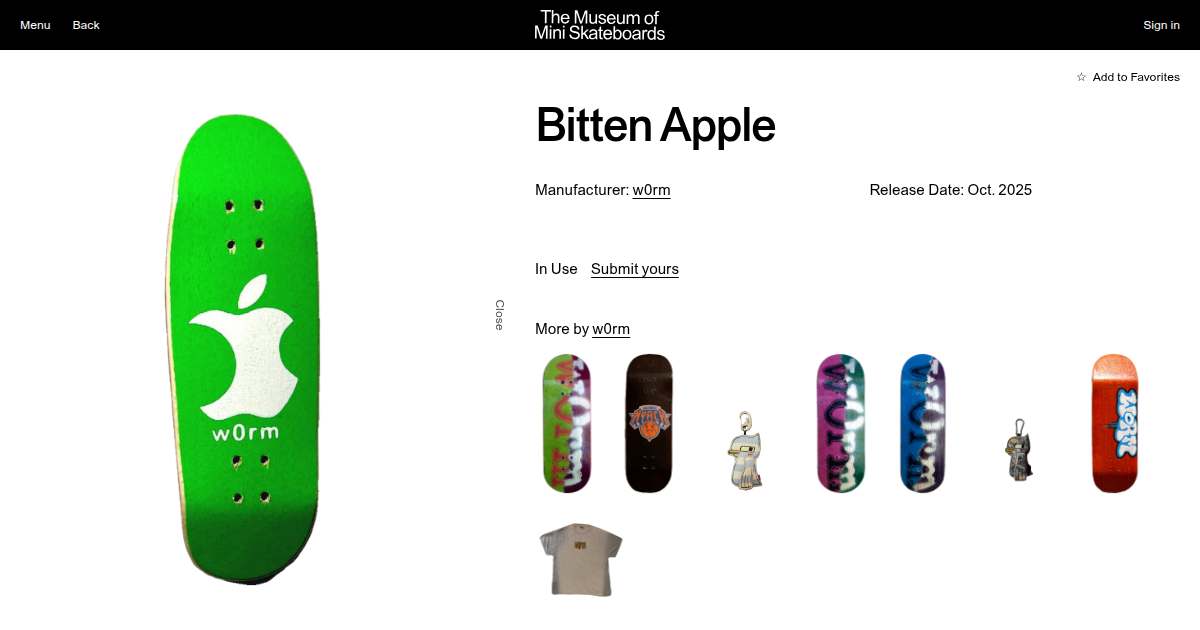 Menu
Back
The Museum of
Mini Skateboards
Sign in
☆ Add to Favorites
Bitten Apple
Manufacturer: w0rm
Release Date: Oct. 2025
In Use Submit yours
Close
More by w0rm
w0rm